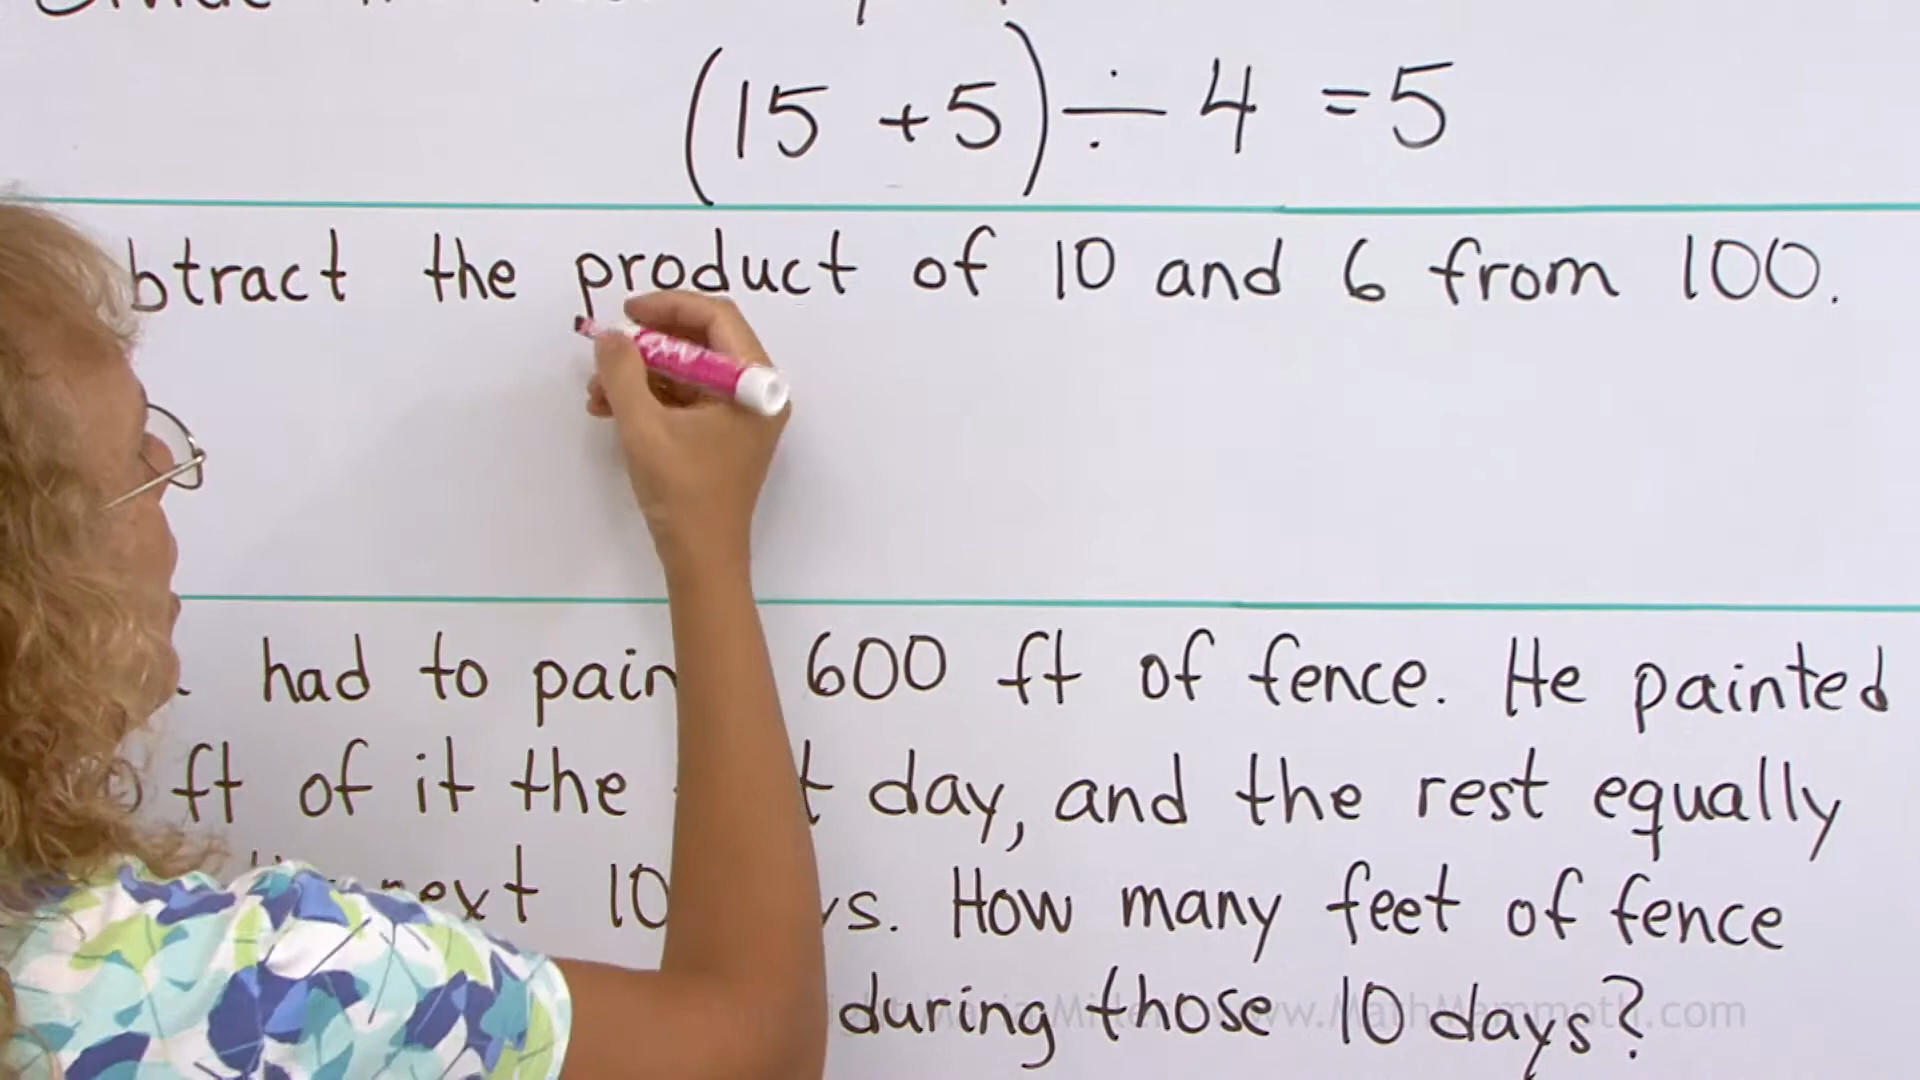 (15 + 5) ÷ 4 = 5
btract the product of 10 and 6 from 100.
had to pain 600 ft of fence. He painted
ft of it the day, and the rest equally
next 10 ys. How many feet of fence
during those 10 days?
www.MathMammoth.com